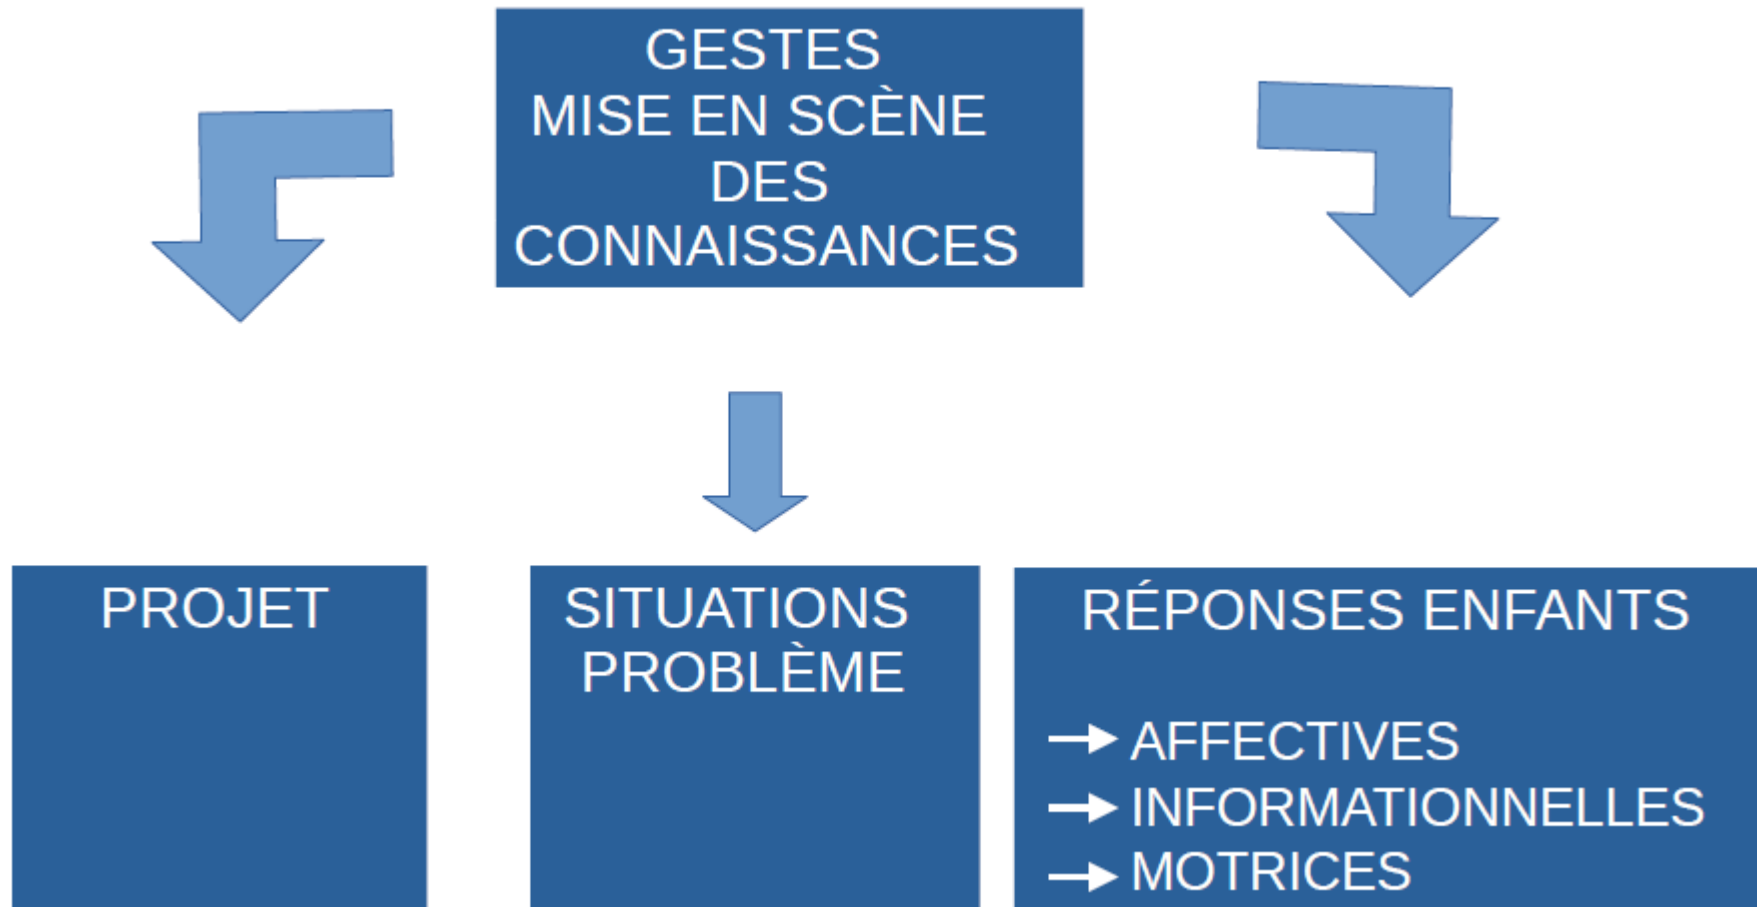 GESTES
MISE EN SCÈNE
DES
CONNAISSANCES
PROJET
SITUATIONS
PROBLÈME
RÉPONSES ENFANTS
AFFECTIVES
INFORMATIONNELLES
MOTRICES